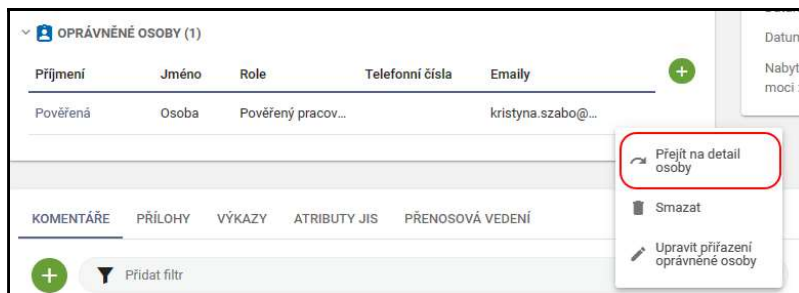 OPRÁVNĚNÉ OSOBY (1)
Příjmení Jméno Role Telefonní čísla Emaily
Pověřená Osoba Pověřený pracov... kristyna.szabo@...
Datum
Nabyt
moci
Přejít na detail
osoby
Smazat
Upravit přiřazení
oprávněné osoby
KOMENTÁŘE PŘÍLOHY VÝKAZY ATRIBUTY JIS PŘENOSOVÁ VEDENÍ
Přidat filtr